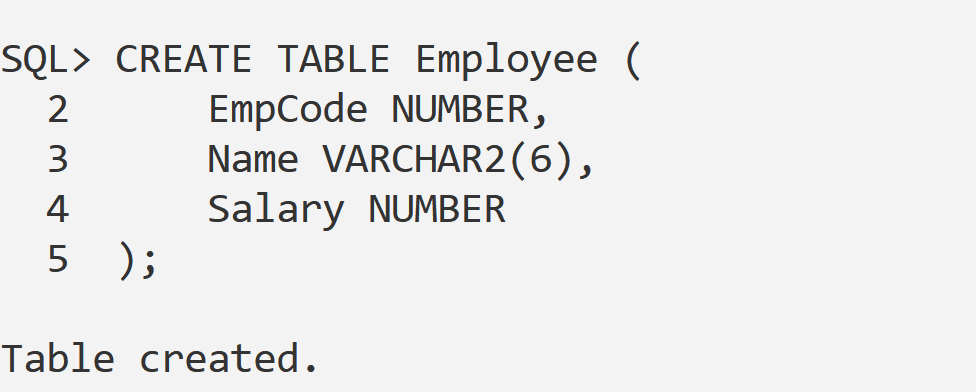 SQL> CREATE TABLE Employee (
  2      EmpCode NUMBER,
  3      Name VARCHAR2(6),
  4      Salary NUMBER
  5  );
Table created.